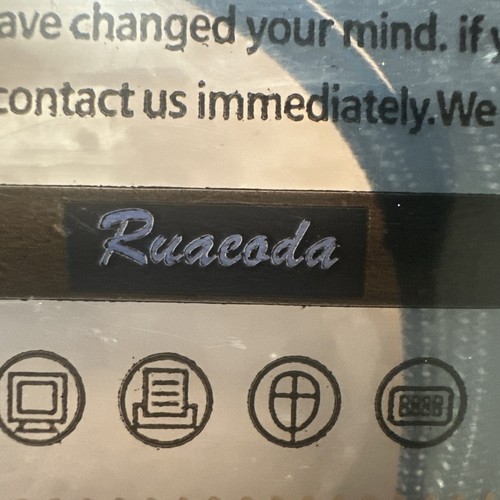 ave changed your mind. if y
contact us immediately.We
Ruacoda